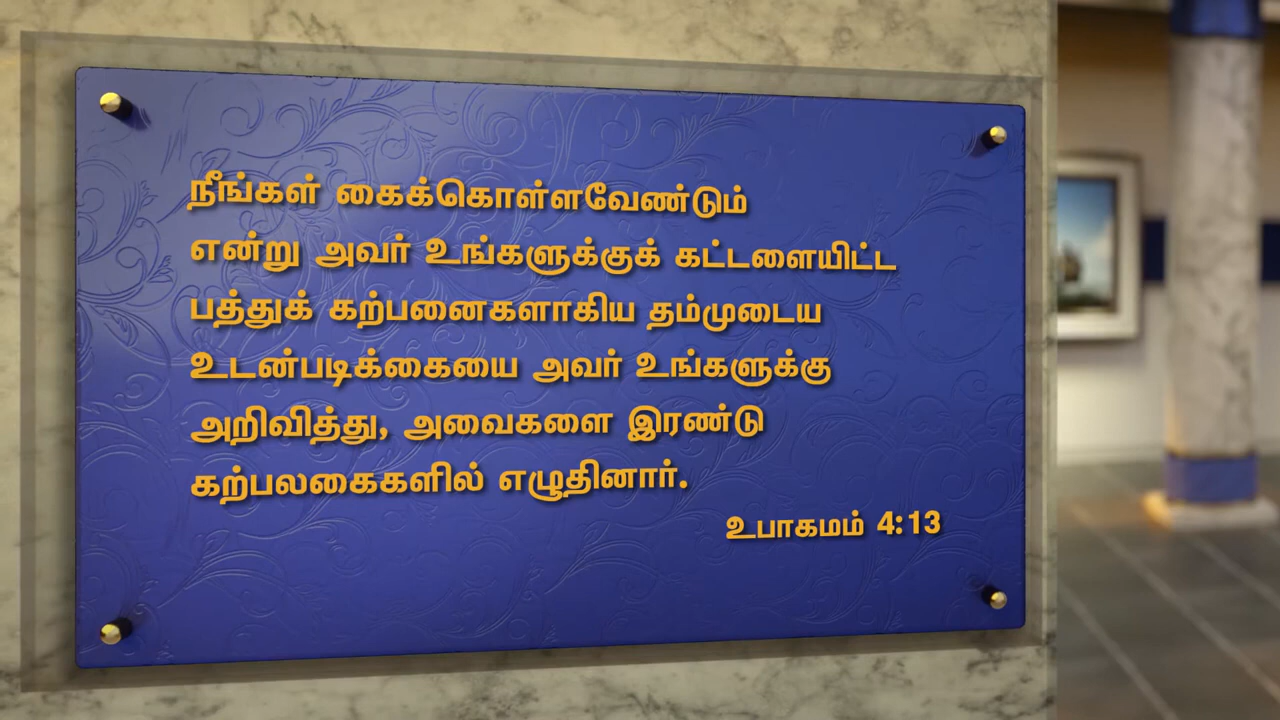 நீங்கள் கைக்கொள்ளவேண்டும்
என்று அவர் உங்களுக்குக் கட்டளையிட்ட
பத்துக் கற்பனைகளாகிய தம்முடைய
உடன்படிக்கையை அவர் உங்களுக்கு
அறிவித்து, அவைகளை இரண்டு
கற்பலகைகளில் எழுதினார்.
உபாகமம் 4:13